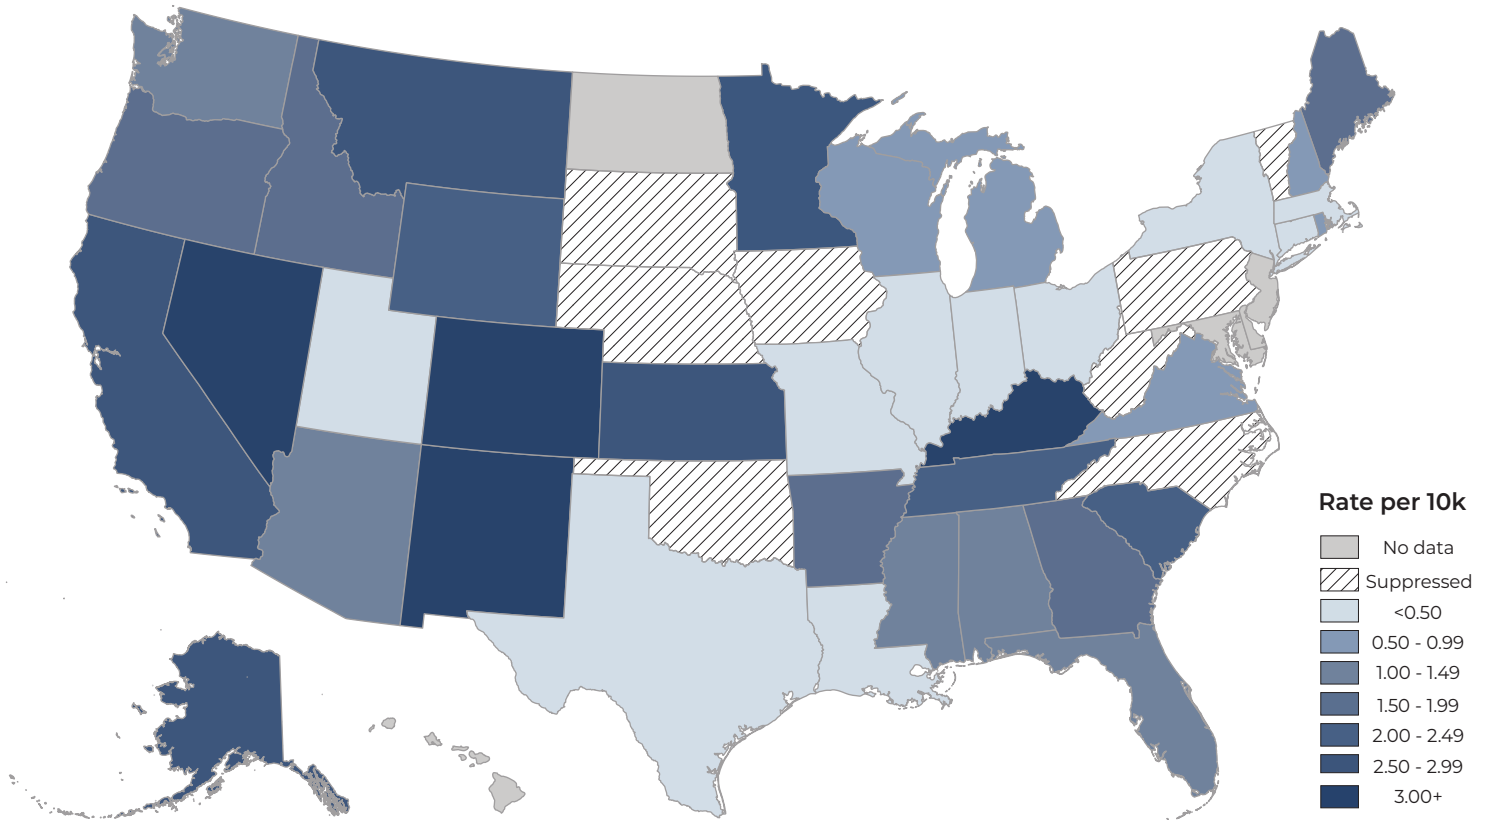 Rate per 10k
No data
Suppressed
<0.50
0.50 - 0.99
1.00 - 1.49
1.50 - 1.99
2.00 - 2.49
2.50 - 2.99
3.00+